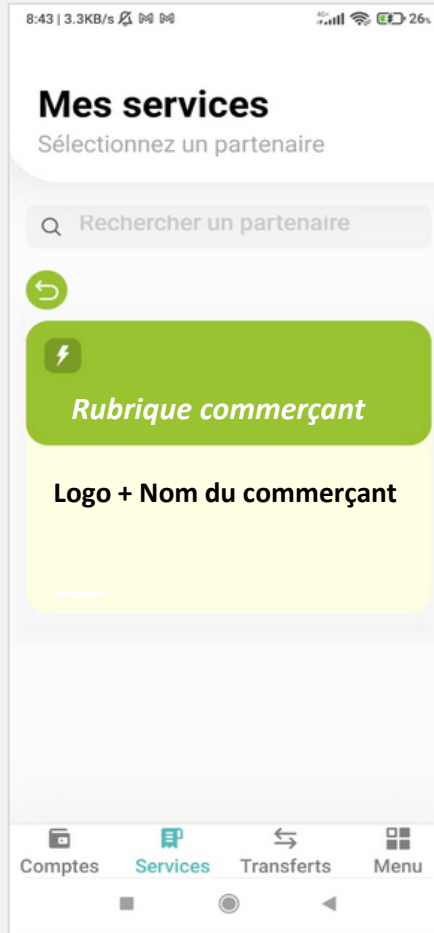 8:43 | 3.3KB/s
4G+ 26%
Mes services
Sélectionnez un partenaire
Rechercher un partenaire
Rubrique commerçant
Logo + Nom du commerçant
Comptes Services Transferts Menu